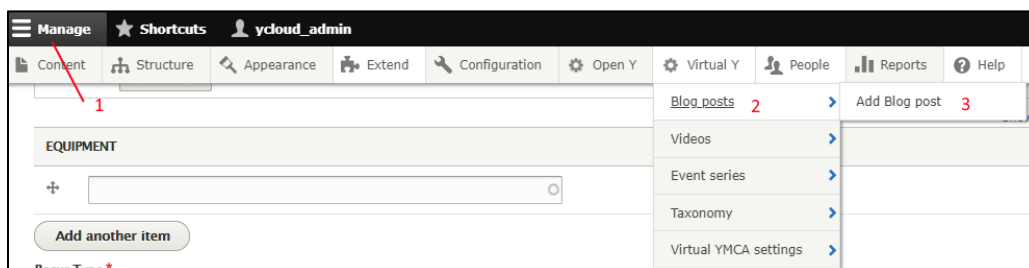 Manage Shortcuts ycloud_admin
Content Structure Appearance Extend Configuration Open Y Virtual Y People Reports Help
1
Blog posts 2 Add Blog post 3
EQUIPMENT
Videos
Event series
Taxonomy
Add another item
Virtual YMCA settings